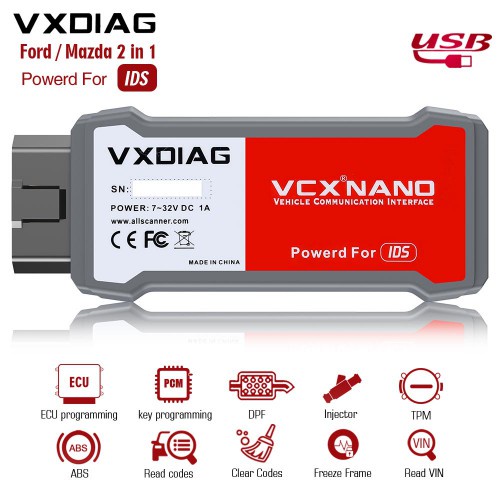 VXDIAG
Ford / Mazda 2 in 1
Powerd For IDS
USB
VXDIAG
SN:
POWER: 7~32V DC 1A
www.allscanner.com
CE FC
MADE IN CHINA
VCX®NANO
VEHICLE COMMUNICATION INTERFACE
Powerd For IDS
ECU
PCM
ECU programming
key programming
DPF
Injector
TPM
ABS
VIN
ABS
Read codes
Clear Codes
Freeze Frame
Read VIN